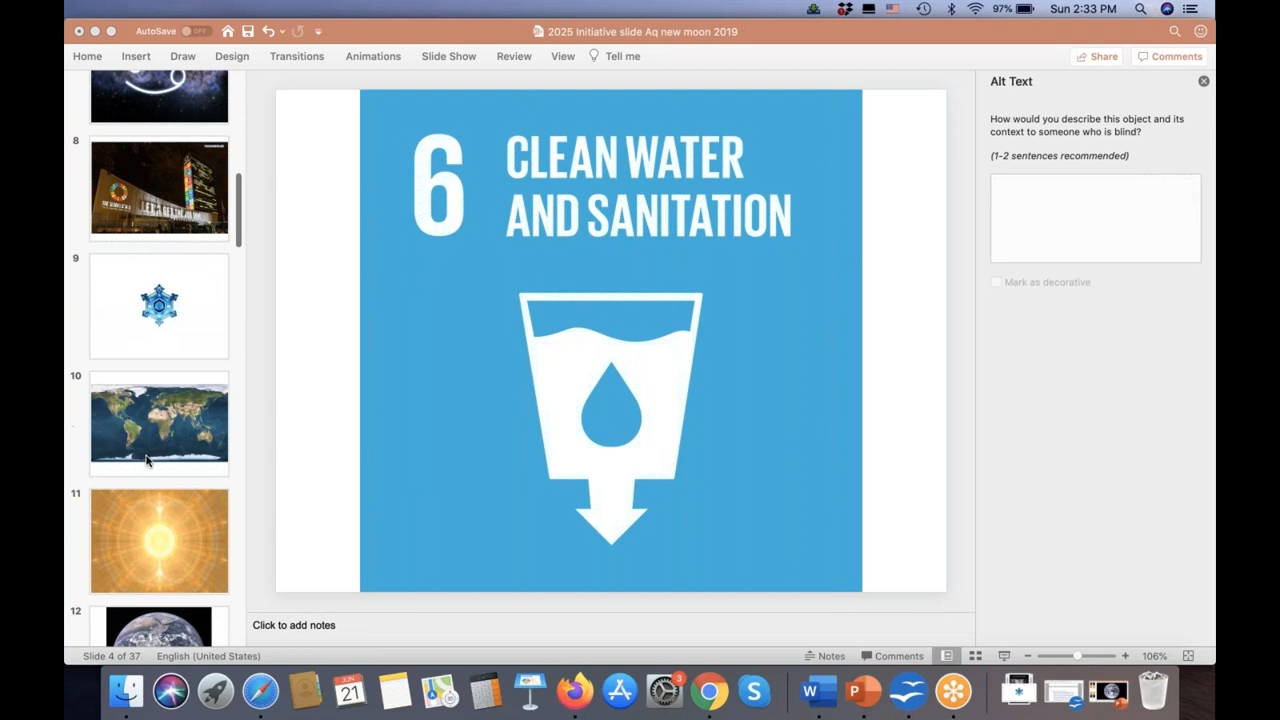 97%
Sun 2:33 PM
AutoSave
OFF
2025 Initiative slide Aq new moon 2019
Home
Insert
Draw
Design
Transitions
Animations
Slide Show
Review
View
Tell me
Share
Comments
8
9
10
11
12
6
CLEAN WATER
AND SANITATION
Alt Text
How would you describe this object and its
context to someone who is blind?
(1-2 sentences recommended)
Mark as decorative
Click to add notes
Slide 4 of 37
English (United States)
Notes
Comments
106%
JUN
21
3
W
P
S